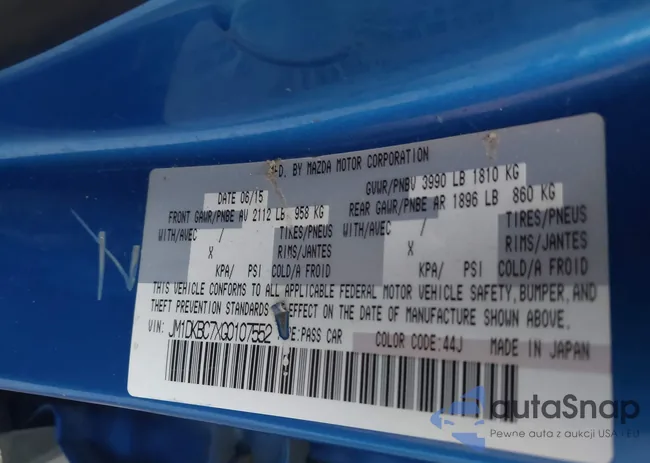 MFD. BY MAZDA MOTOR CORPORATION
DATE 06/15 GVWR/PNBV 3990 LB 1810 KG
FRONT GAWR/PNBE AV 2112 LB 958 KG REAR GAWR/PNBE AR 1896 LB 860 KG
WITH/AVEC / TIRES/PNEUS WITH/AVEC / TIRES/PNEUS
X RIMS/JANTES X RIMS/JANTES
KPA/ PSI COLD/A FROID KPA/ PSI COLD/A FROID
THIS VEHICLE CONFORMS TO ALL APPLICABLE FEDERAL MOTOR VEHICLE SAFETY, BUMPER, AND
THEFT PREVENTION STANDARDS EFFECT ON THE DATE OF MANUFACTURE SHOWN ABOVE.
VIN: JM1DKBC7XG0107552 :PASS CAR COLOR CODE:44J MADE IN JAPAN
autaSnap
Pewne auta z aukcji USA - EU